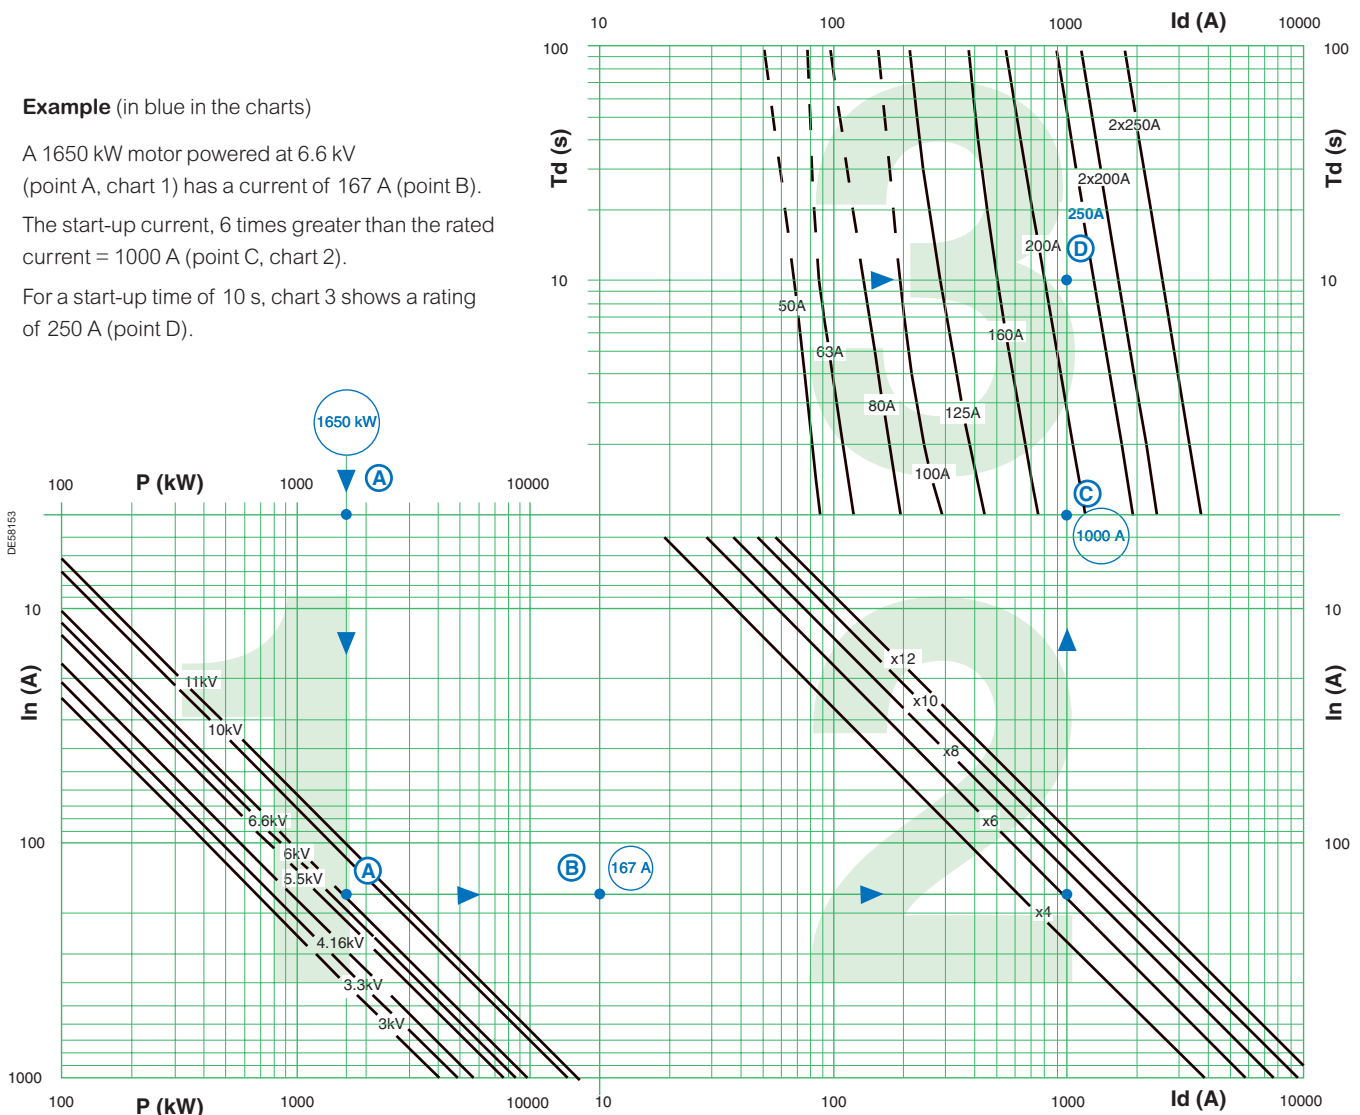 10 100 1000 Id (A) 10000
100 100
Example (in blue in the charts)
A 1650 kW motor powered at 6.6 kV
(point A, chart 1) has a current of 167 A (point B).
The start-up current, 6 times greater than the rated
current = 1000 A (point C, chart 2).
For a start-up time of 10 s, chart 3 shows a rating
of 250 A (point D).
Td (s)
Td (s)
3
2x250A
2x200A
250A
200A
D
10 10
50A
160A
63A
80A
125A
100A
1650 kW
A
100 P (kW) 1000 10000
C
1000 A
DE58153
10 10
In (A)
In (A)
1
2
11kV
10kV
6.6kV
6kV
5.5kV
4.16kV
3.3kV
3kV
A
B
167 A
x12
x10
x8
x6
x4
100 100
1000
100 P (kW) 1000 10000 10 100 1000 Id (A) 10000